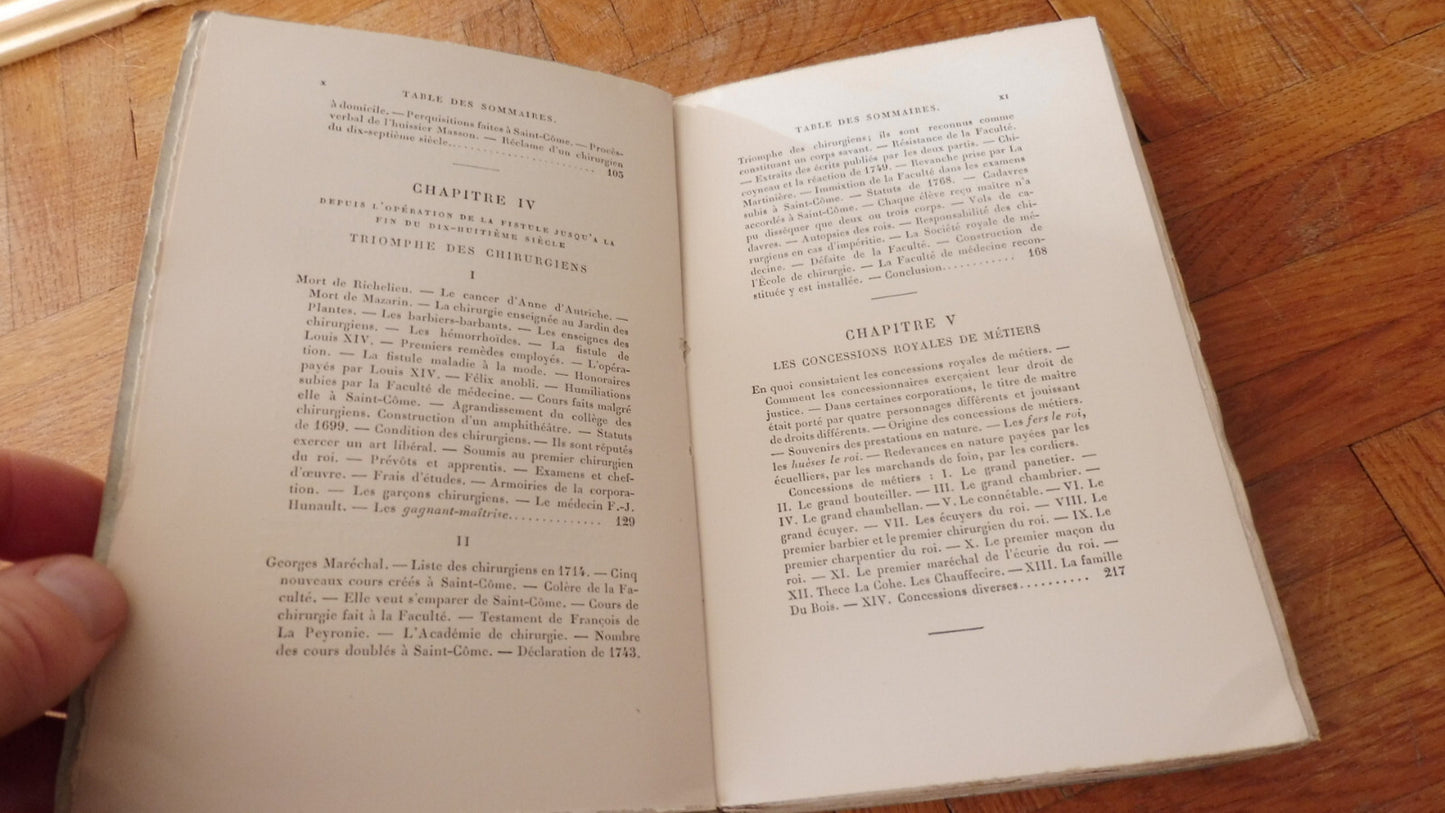 x
TABLE DES SOMMAIRES.
à domicile. — Perquisitions faites à Saint-Côme. — Procès-
verbal de l'huissier Masson. — Réclame d'un chirurgien
du dix-septième siècle........................ 105
CHAPITRE IV
DEPUIS L'OPÉRATION DE LA FISTULE JUSQU'A LA
FIN DU DIX-HUITIÈME SIÈCLE
TRIOMPHE DES CHIRURGIENS
I
Mort de Richelieu. — Le cancer d'Anne d'Autriche. —
Mort de Mazarin. — La chirurgie enseignée au Jardin des
Plantes. — Les barbiers-barbants. — Les enseignes des
chirurgiens. — Les hémorrhoïdes. — La fistule de
Louis XIV. — Premiers remèdes employés. — L'opéra-
tion. — La fistule maladie à la mode. — Honoraires
payés par Louis XIV. — Félix anobli. — Humiliations
subies par la Faculté de médecine. — Cours faits malgré
elle à Saint-Côme. — Agrandissement du collège des
chirurgiens. Construction d'un amphithéâtre. — Statuts
de 1699. — Condition des chirurgiens. — Ils sont réputés
exercer un art libéral. — Soumis au premier chirurgien
du roi. — Prévôts et apprentis. — Examens et chef-
d'œuvre. — Frais d'études. — Armoiries de la corpora-
tion. — Les garçons chirurgiens. — Le médecin F.-J.
Hunault. — Les gagnant-maîtrise.............. 129
II
Georges Maréchal. — Liste des chirurgiens en 1714. — Cinq
nouveaux cours créés à Saint-Côme. — Colère de la Fa-
culté. — Elle veut s'emparer de Saint-Côme. — Cours de
chirurgie fait à la Faculté. — Testament de François de
La Peyronie. — L'Académie de chirurgie. — Nombre
des cours doublés à Saint-Côme. — Déclaration de 1743.
TABLE DES SOMMAIRES. XI
Triomphe des chirurgiens; ils sont reconnus comme
constituant un corps savant. — Résistance de la Faculté.
— Extraits des écrits publiés par les deux partis. — Chi-
coyneau et la réaction de 1749. — Revanche prise par La
Martinière. — Immixtion de la Faculté dans les examens
subis à Saint-Côme. — Statuts de 1768. — Cadavres
accordés à Saint-Côme. — Chaque élève reçu maître n'a
pu disséquer que deux ou trois corps. — Vols de ca-
davres. — Autopsies des rois. — Responsabilité des chi-
rurgiens en cas d'impéritie. — La Société royale de mé-
decine. — Défaite de la Faculté. — Construction de
l'École de chirurgie. — La Faculté de médecine recon-
stituée y est installée. — Conclusion............ 168
CHAPITRE V
LES CONCESSIONS ROYALES DE MÉTIERS
En quoi consistaient les concessions royales de métiers. —
Comment les concessionnaires exerçaient leur droit de
justice. — Dans certaines corporations, le titre de maître
était porté par quatre personnages différents et jouissant
de droits différents. — Origine des concessions de métiers.
— Souvenirs des prestations en nature. — Les fers le roi,
les huèses le roi. — Redevances en nature payées par les
écuelliers, par les marchands de foin, par les cordiers.
Concessions de métiers : I. Le grand panetier. —
II. Le grand bouteiller. — III. Le grand chambrier. —
IV. Le grand chambellan. — V. Le connétable. — VI. Le
grand écuyer. — VII. Les écuyers du roi. — VIII. Le
premier barbier et le premier chirurgien du roi. — IX. Le
premier charpentier du roi. — X. Le premier maçon du
roi. — XI. Le premier maréchal de l'écurie du roi. —
XII. Thece La Cohe. Les Chauffecire. — XIII. La famille
Du Bois. — XIV. Concessions diverses.......... 217